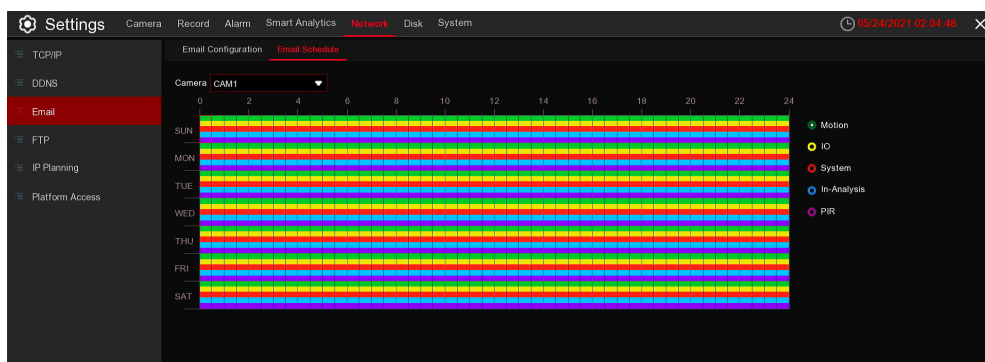 Settings Camera Record Alarm Smart Analytics Network Disk System 05/24/2021 02:04:48
TCP/IP
DDNS
Email
FTP
IP Planning
Platform Access
Email Configuration Email Schedule
Camera CAM1
0 2 4 6 8 10 12 14 16 18 20 22 24
SUN
MON
TUE
WED
THU
FRI
SAT
Motion
IO
System
In-Analysis
PIR